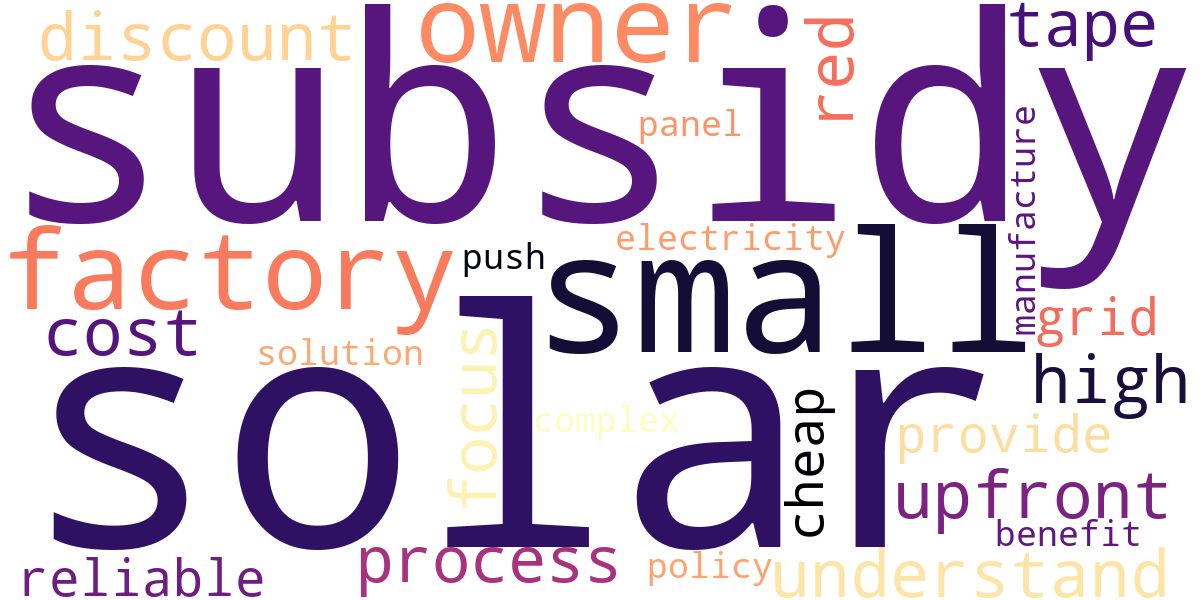 discount
owner
red
tape
subsidy
panel
manufacture
factory
push
electricity
small
cost
solution
focus
grid
solar
complex
cheap
high
provide
upfront
benefit
reliable
process
policy
understand